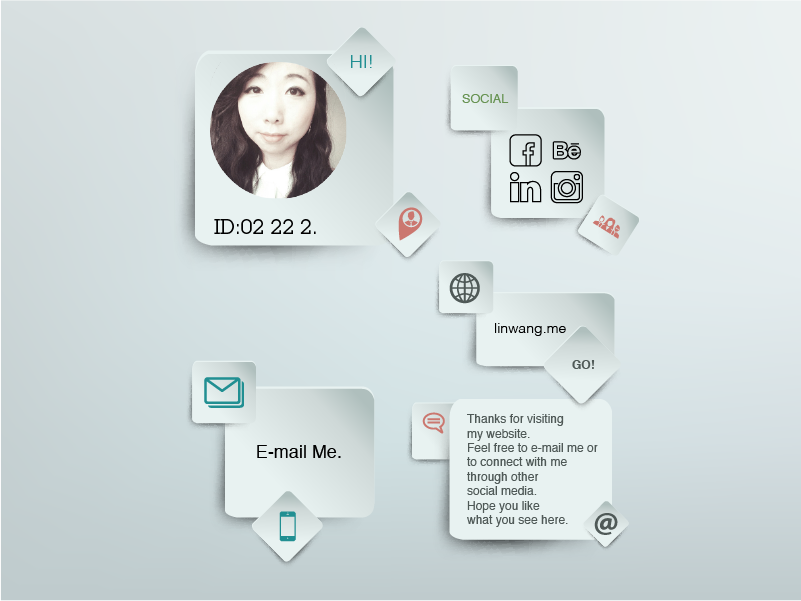 HI!
ID:02 22 2.
SOCIAL
Bē
in
linwang.me
GO!
E-mail Me.
Thanks for visiting
my website.
Feel free to e-mail me or
to connect with me
through other
social media.
Hope you like
what you see here.
@